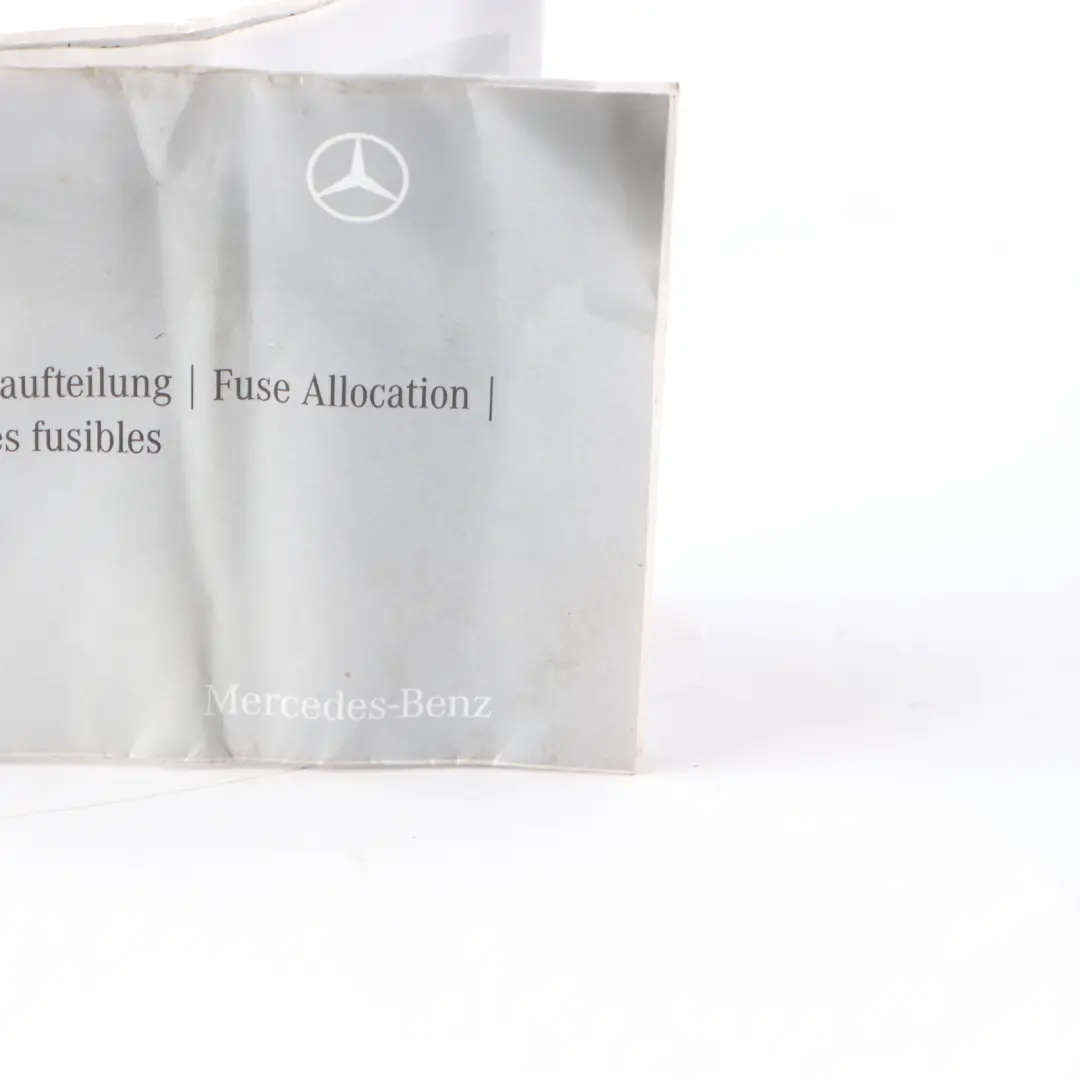 aufteilung | Fuse Allocation |
es fusibles
Mercedes-Benz